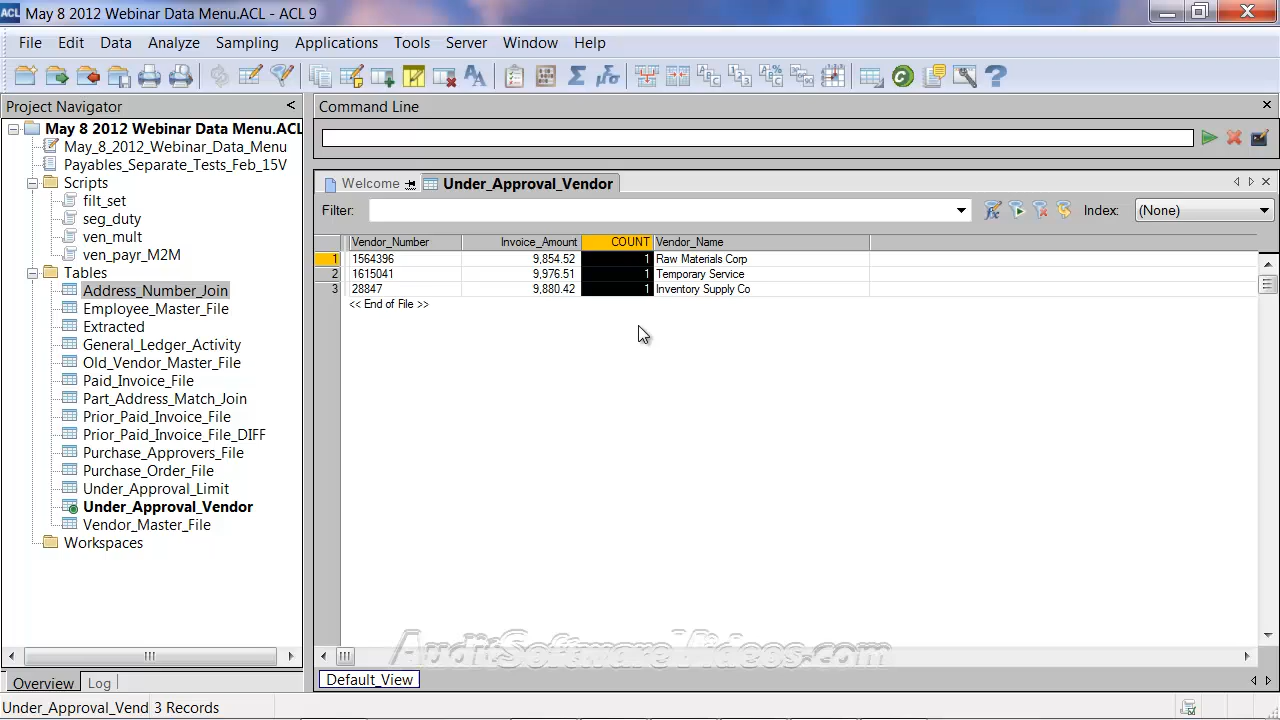 ACL May 8 2012 Webinar Data Menu.ACL - ACL 9
File Edit Data Analyze Sampling Applications Tools Server Window Help
Project Navigator <
May 8 2012 Webinar Data Menu.ACL
May_8_2012_Webinar_Data_Menu
Payables_Separate_Tests_Feb_15V
Scripts
filt_set
seg_duty
ven_mult
ven_payr_M2M
Tables
Address_Number_Join
Employee_Master_File
Extracted
General_Ledger_Activity
Old_Vendor_Master_File
Paid_Invoice_File
Part_Address_Match_Join
Prior_Paid_Invoice_File
Prior_Paid_Invoice_File_DIFF
Purchase_Approvers_File
Purchase_Order_File
Under_Approval_Limit
Under_Approval_Vendor
Vendor_Master_File
Workspaces
Overview Log
Command Line
Welcome Under_Approval_Vendor
Filter: Index: (None)
Vendor_Number Invoice_Amount COUNT Vendor_Name
1 1564396 9,854.52 1 Raw Materials Corp
2 1615041 9,976.51 1 Temporary Service
3 28847 9,880.42 1 Inventory Supply Co
<< End of File >>
AuditSoftwareVideos.com
Default_View
Under_Approval_Vend 3 Records